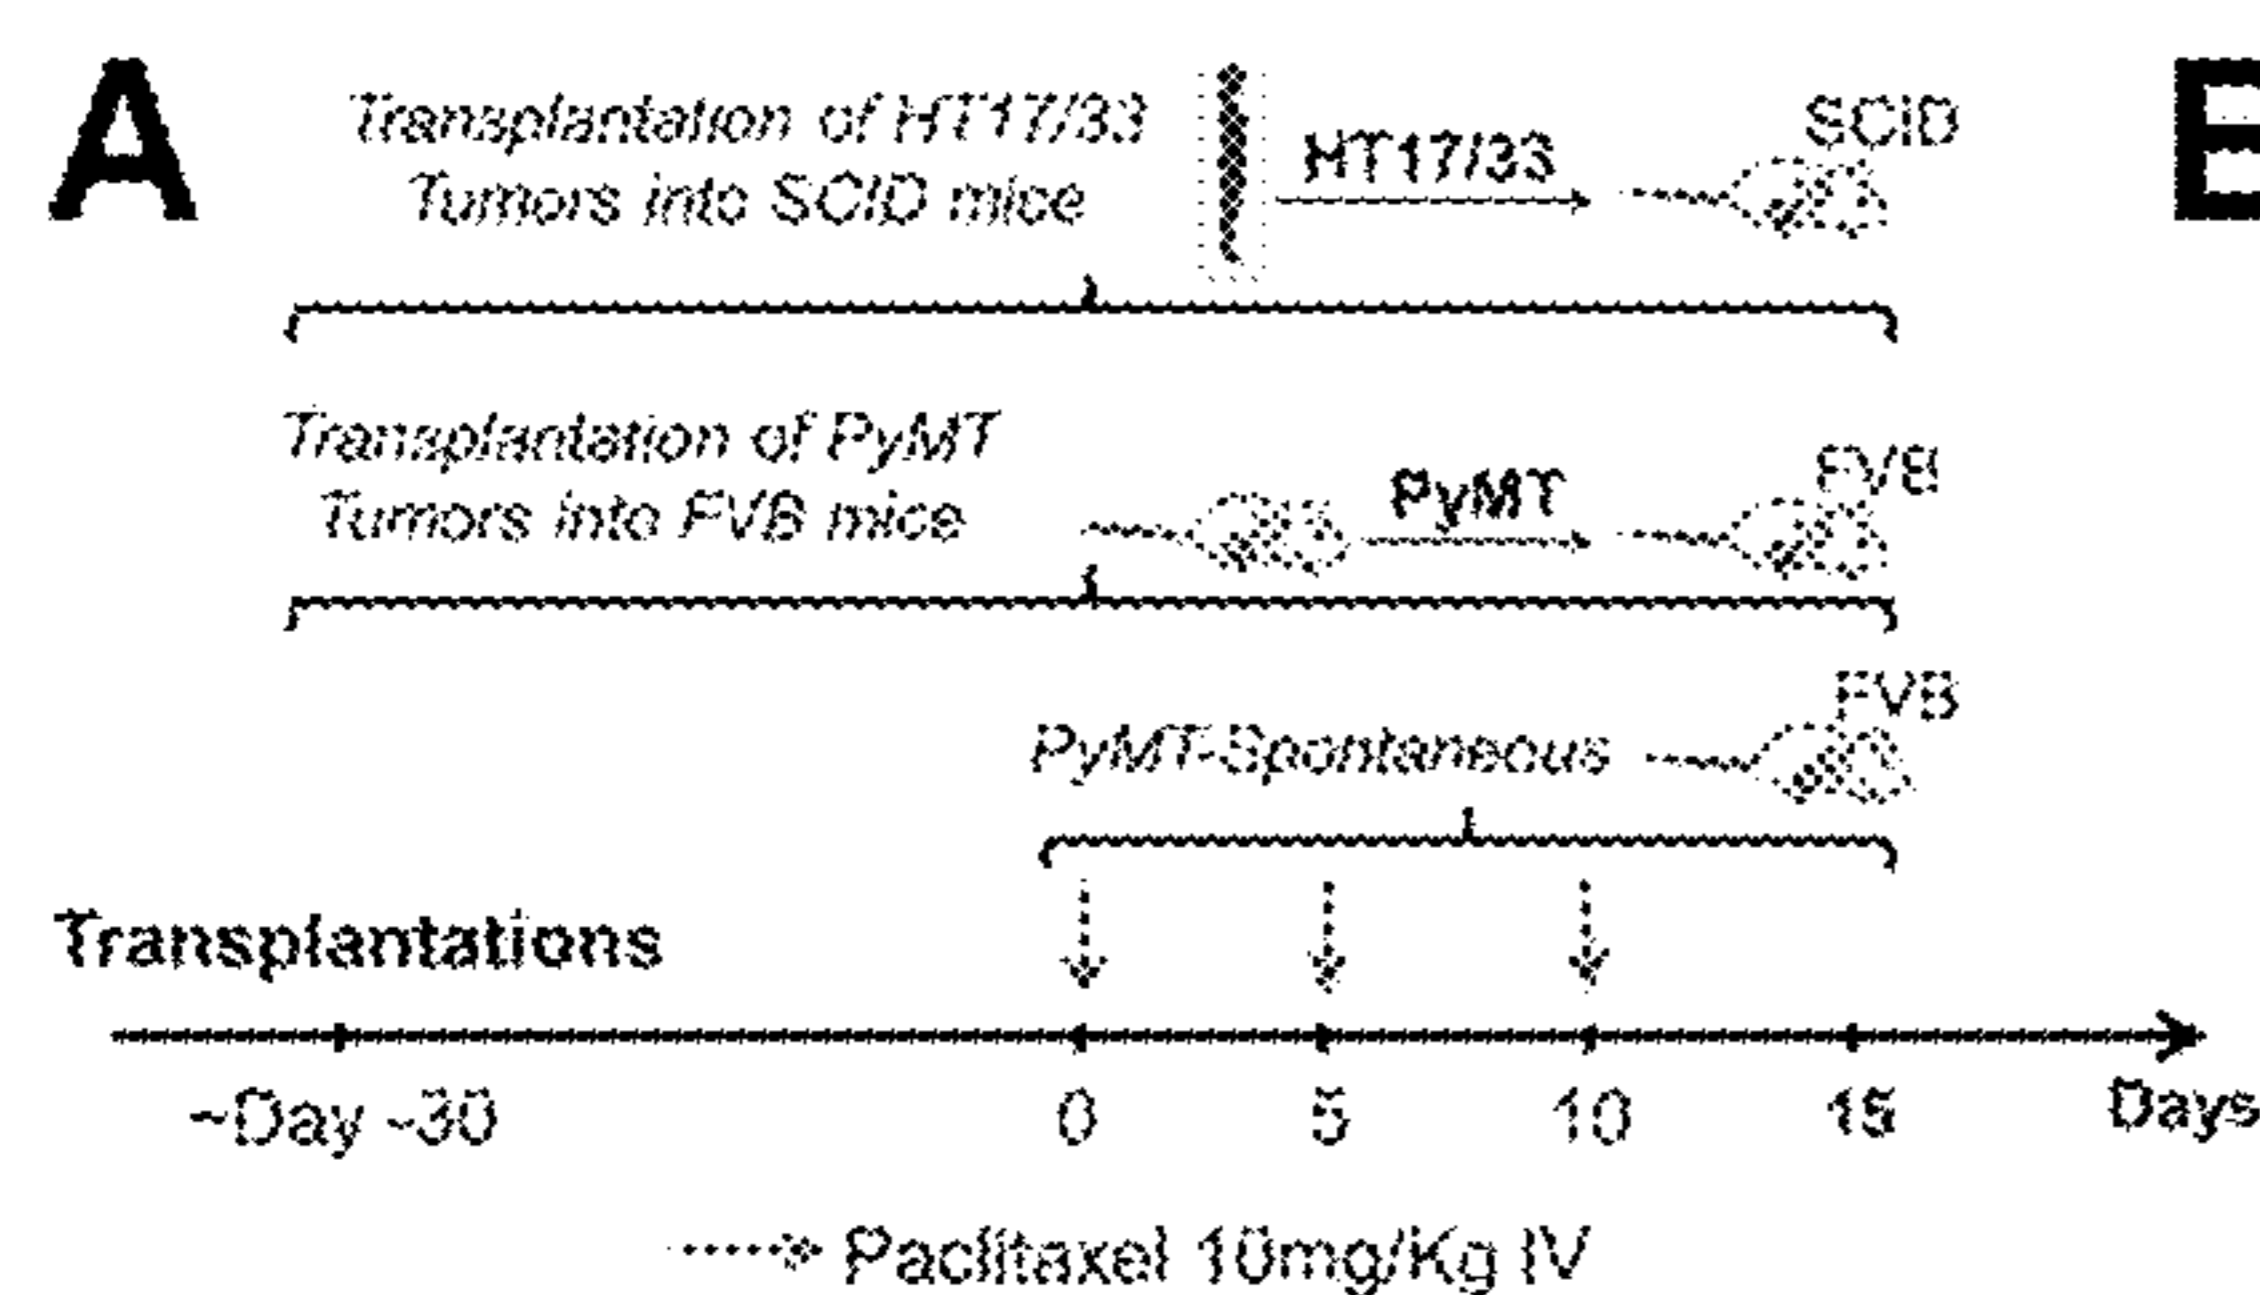 A
E
Transplantation of HT17/33
Tumors into SCID mice
HT17/33
SCID
Transplantation of PyMT
Tumors into FVB mice
PyMT
FVB
PyMT-Spontaneous
FVB
Transplantations
~Day -30
0
5
10
15
Days
Paclitaxel 10mg/Kg IV